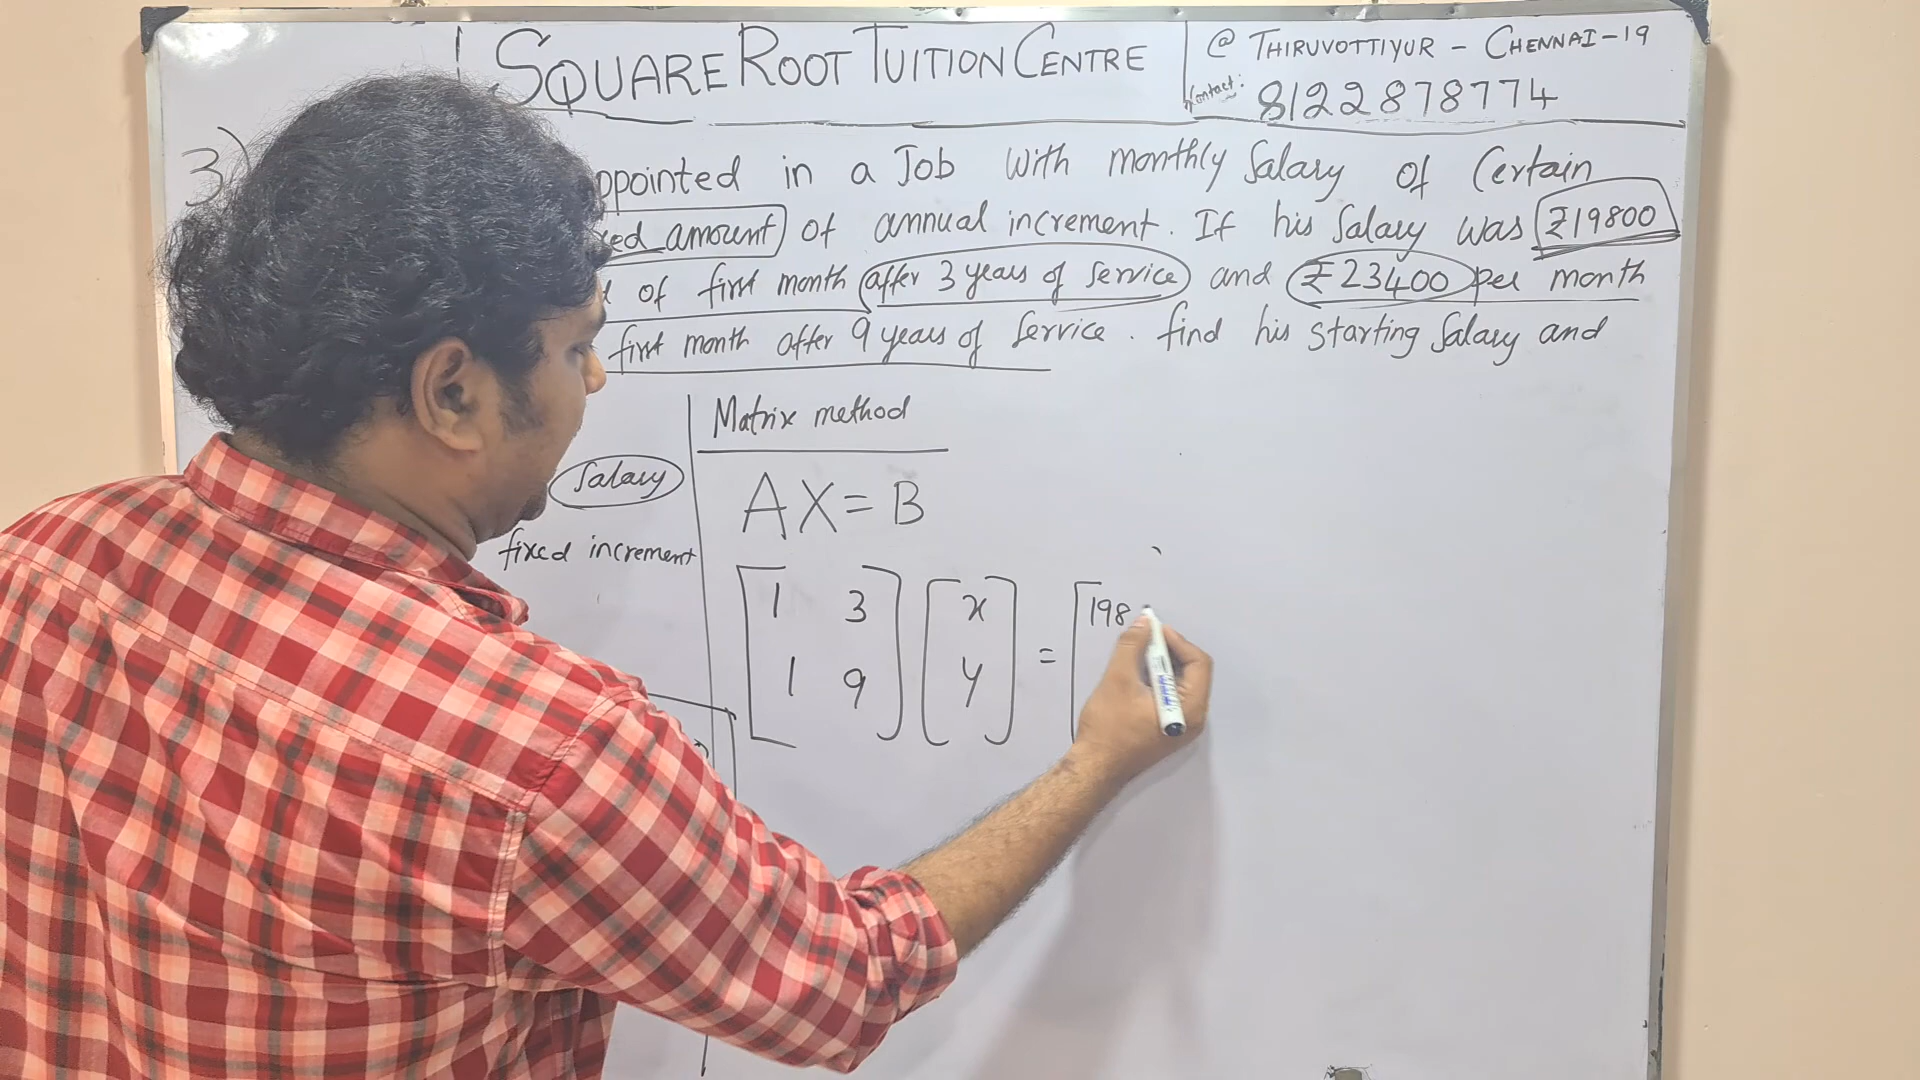 SQUARE ROOT TUITION CENTRE
@ THIRUVOTTIYUR - CHENNAI-19
Contact:
8122878774
3)
ppointed in a Job with monthly Salary of Certain
xed amount of annual increment. If his Salary was ₹19800
of first month after 3 years of service and ₹23400 per month
first month after 9 years of service. find his starting Salary and
Salary
fixed increment
Matrix method
AX=B
1 3 x = 198
1 9 y